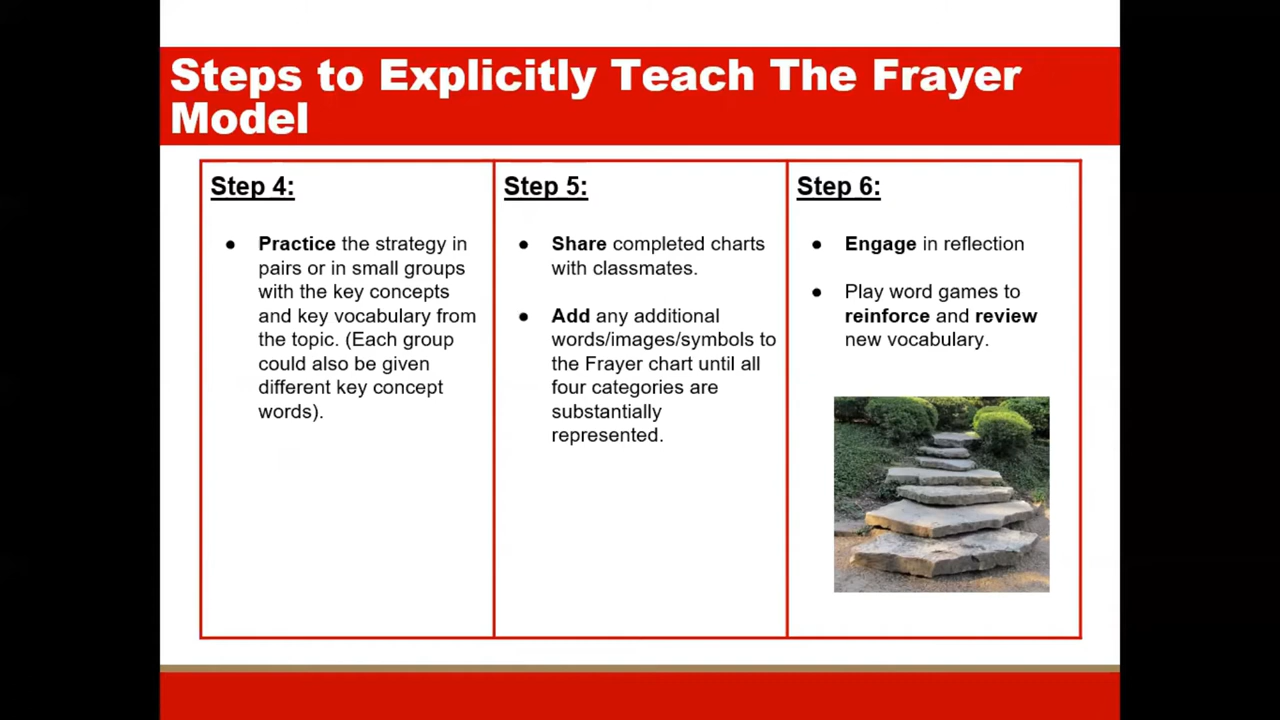 Steps to Explicitly Teach The Frayer
Model
Step 4:
● Practice the strategy in
pairs or in small groups
with the key concepts
and key vocabulary from
the topic. (Each group
could also be given
different key concept
words).
Step 5:
● Share completed charts
with classmates.
● Add any additional
words/images/symbols to
the Frayer chart until all
four categories are
substantially
represented.
Step 6:
● Engage in reflection
● Play word games to
reinforce and review
new vocabulary.